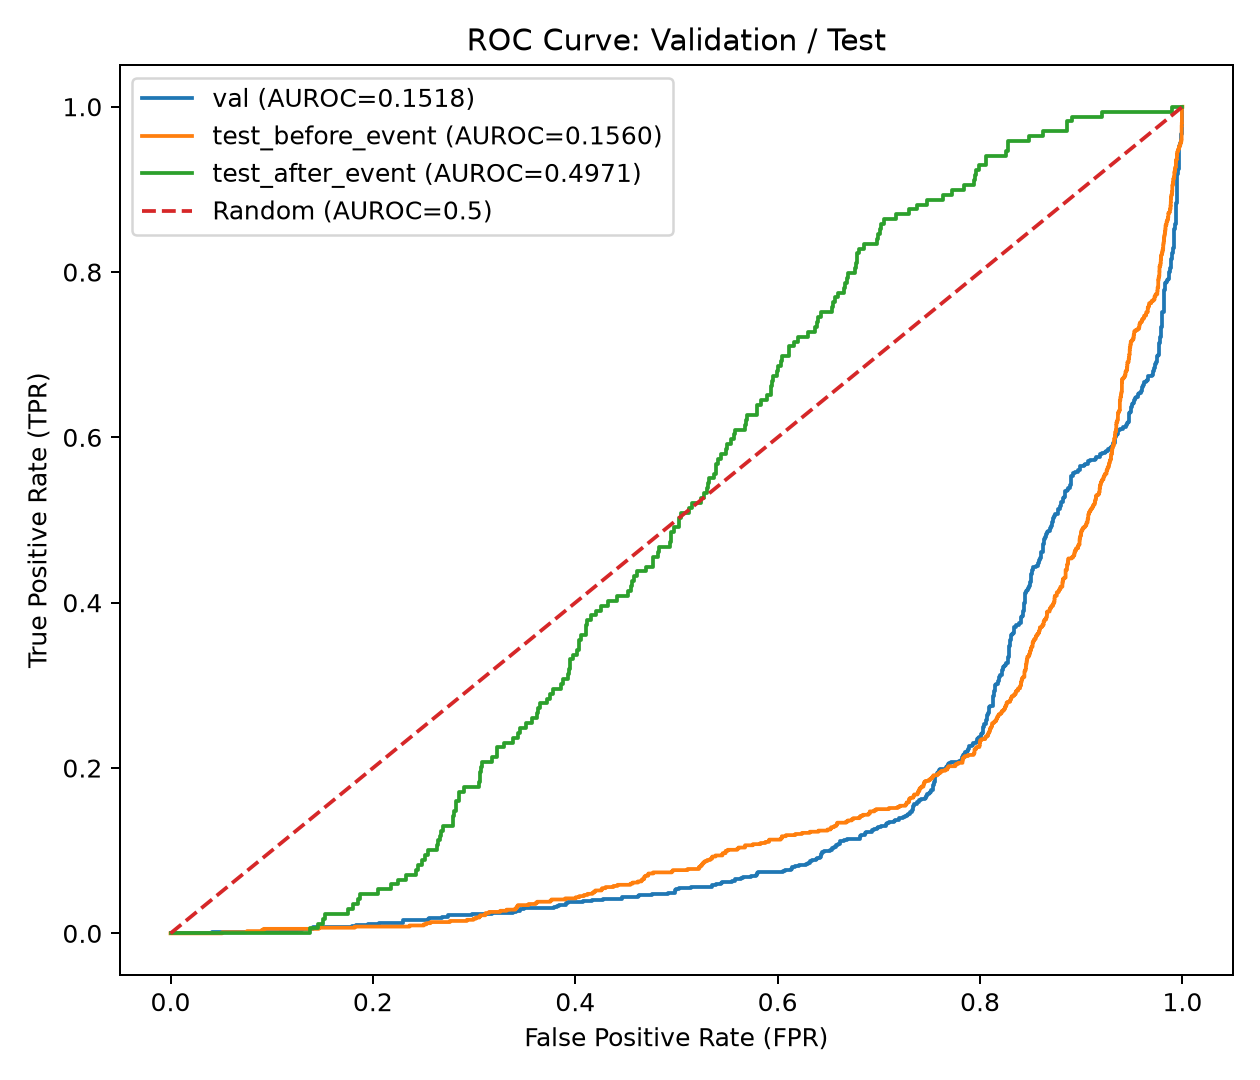 ROC Curve: Validation / Test
val (AUROC=0.1518)
test_before_event (AUROC=0.1560)
test_after_event (AUROC=0.4971)
Random (AUROC=0.5)
True Positive Rate (TPR)
1.0
0.8
0.6
0.4
0.2
0.0
0.0 0.2 0.4 0.6 0.8 1.0
False Positive Rate (FPR)